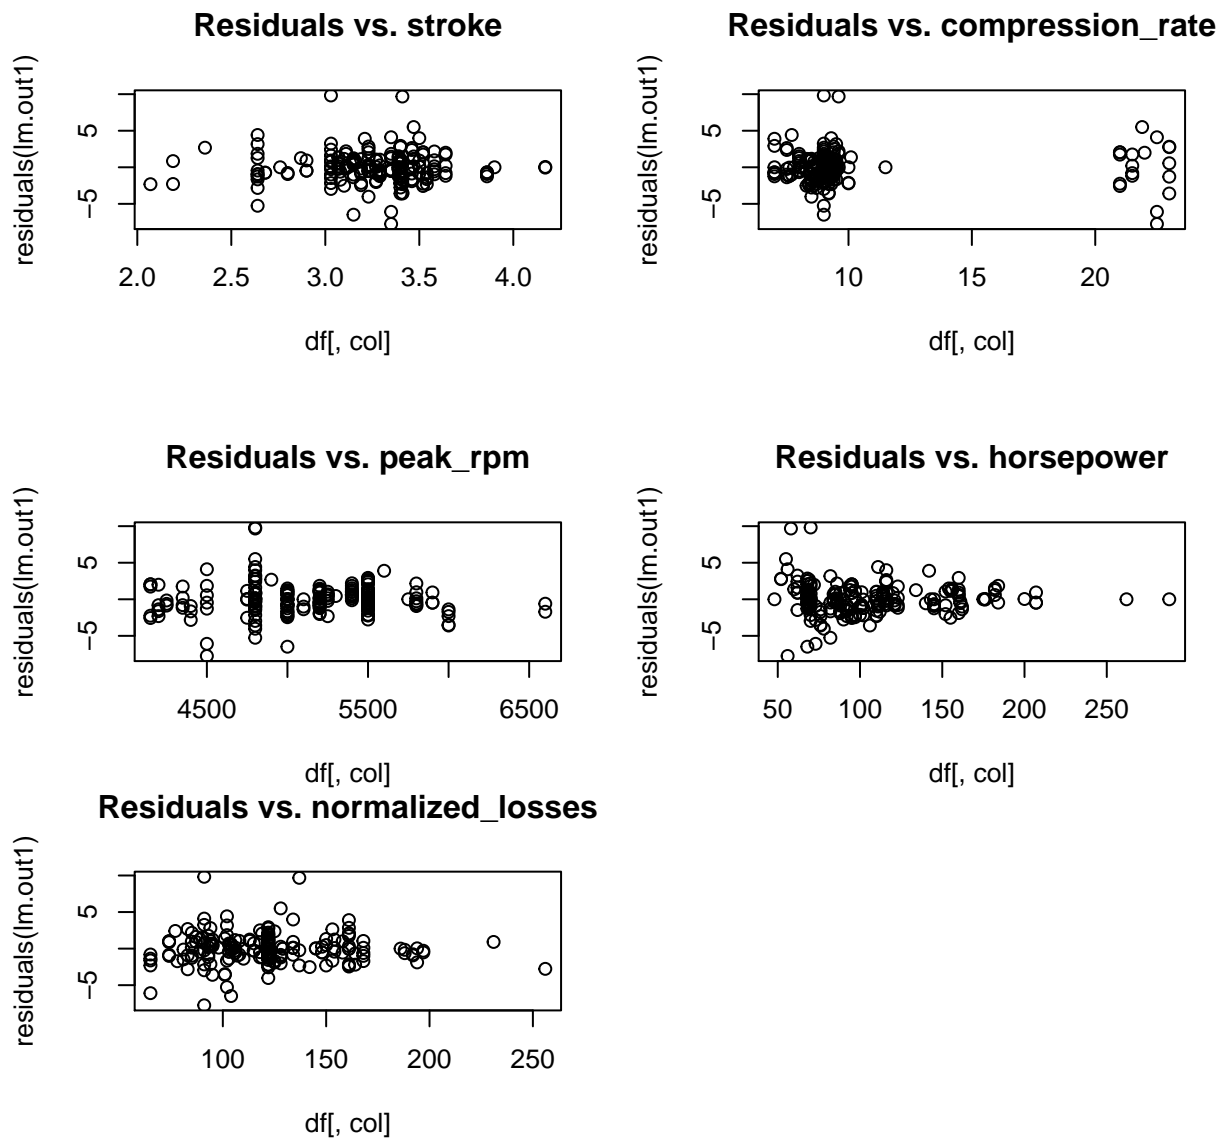 Residuals vs. stroke
residuals(lm.out1)
5
−5
2.0 2.5 3.0 3.5 4.0
df[, col]
Residuals vs. compression_rate
residuals(lm.out1)
5
−5
10 15 20
df[, col]
Residuals vs. peak_rpm
residuals(lm.out1)
5
−5
4500 5500 6500
df[, col]
Residuals vs. horsepower
residuals(lm.out1)
5
−5
50 100 150 200 250
df[, col]
Residuals vs. normalized_losses
residuals(lm.out1)
5
−5
100 150 200 250
df[, col]